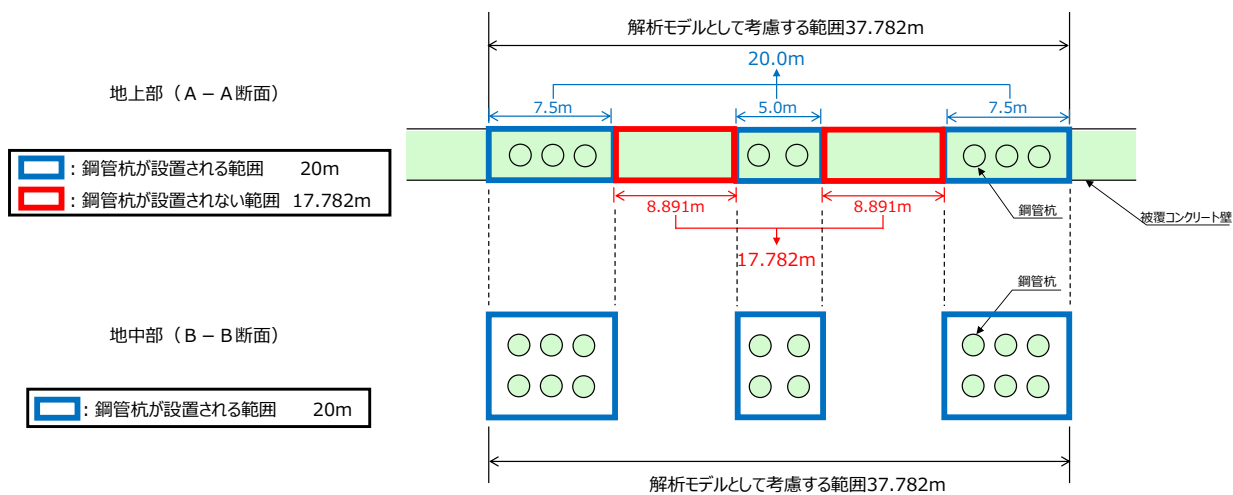 解析モデルとして考慮する範囲37.782m
20.0m
地上部（A－A断面）
7.5m
5.0m
7.5m
：鋼管杭が設置される範囲 20m
：鋼管杭が設置されない範囲 17.782m
8.891m
8.891m
鋼管杭
被覆コンクリート壁
17.782m
鋼管杭
地中部（B－B断面）
：鋼管杭が設置される範囲 20m
解析モデルとして考慮する範囲37.782m